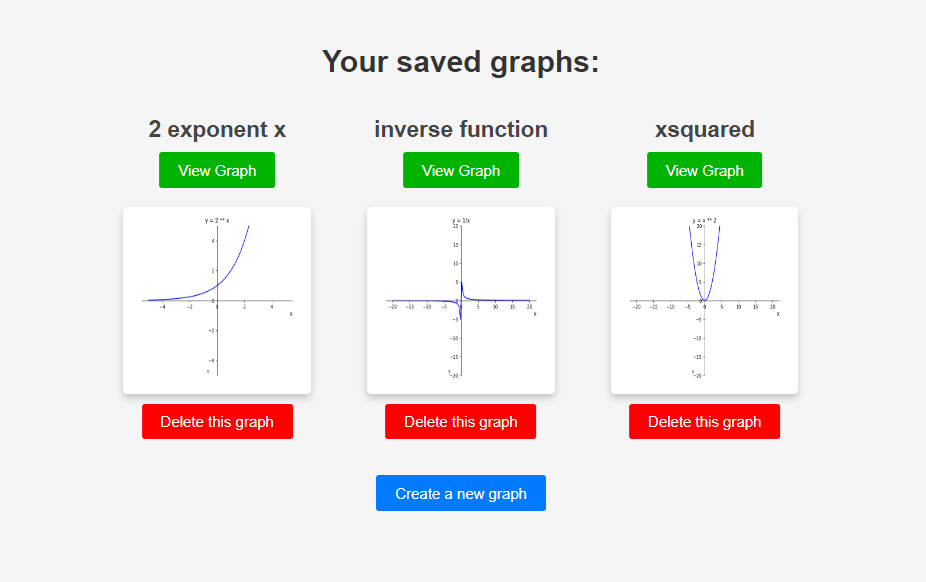 Your saved graphs:
2 exponent x
inverse function
xsquared
View Graph
View Graph
View Graph
y = 2 ** x
4
2
0
−2
−4
−4
−2
0
2
4
x
Y
y = 1/x
20
15
10
5
0
−5
−10
−15
−20
−20
−15
−10
−5
5
10
15
20
x
Y
y = x ** 2
20
15
10
5
0
−5
−10
−15
−20
−20
−15
−10
−5
0
5
10
15
20
x
Y
Delete this graph
Delete this graph
Delete this graph
Create a new graph